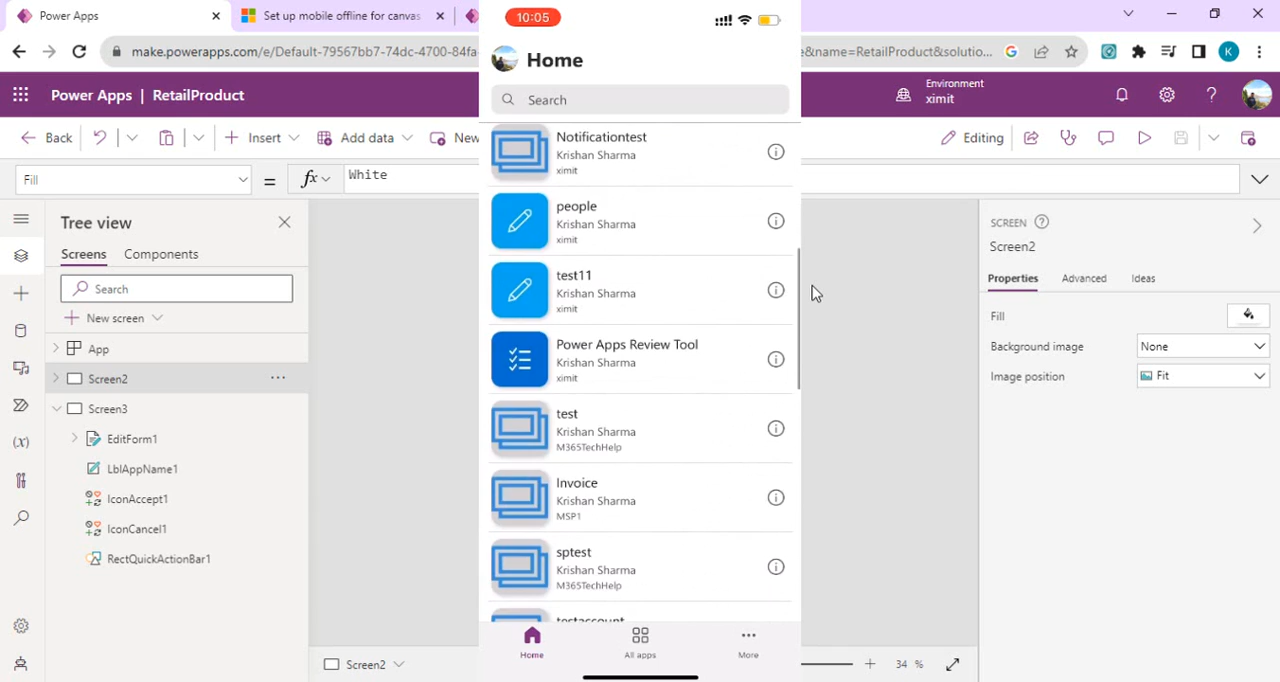 Power Apps
Set up mobile offline for canvas
make.powerapps.com/e/Default-79567bb7-74dc-4700-84fa-
&name=RetailProduct&solutio...
K
Power Apps | RetailProduct
Environment
ximit
Back
Insert
Add data
New
Editing
Fill
=
fx
White
Tree view
Screens
Components
Search
New screen
App
Screen2
Screen3
EditForm1
LblAppName1
IconAccept1
IconCancel1
RectQuickActionBar1
10:05
Home
Search
Notificationtest
Krishan Sharma
ximit
people
Krishan Sharma
ximit
test11
Krishan Sharma
ximit
Power Apps Review Tool
Krishan Sharma
ximit
test
Krishan Sharma
M365TechHelp
Invoice
Krishan Sharma
MSP1
sptest
Krishan Sharma
M365TechHelp
testaccount
Home
All apps
More
SCREEN
Screen2
Properties
Advanced
Ideas
Fill
Background image
None
Image position
Fit
Screen2
34 %